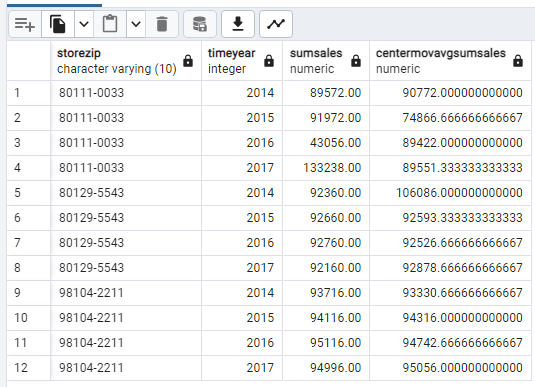 storezip timeyear sumsales centermovavgsumsales
character varying (10) integer numeric numeric
1 80111-0033 2014 89572.00 90772.000000000000
2 80111-0033 2015 91972.00 74866.666666666667
3 80111-0033 2016 43056.00 89422.000000000000
4 80111-0033 2017 133238.00 89551.333333333333
5 80129-5543 2014 92360.00 106086.000000000000
6 80129-5543 2015 92660.00 92593.333333333333
7 80129-5543 2016 92760.00 92526.666666666667
8 80129-5543 2017 92160.00 92878.666666666667
9 98104-2211 2014 93716.00 93330.666666666667
10 98104-2211 2015 94116.00 94316.000000000000
11 98104-2211 2016 95116.00 94742.666666666667
12 98104-2211 2017 94996.00 95056.000000000000